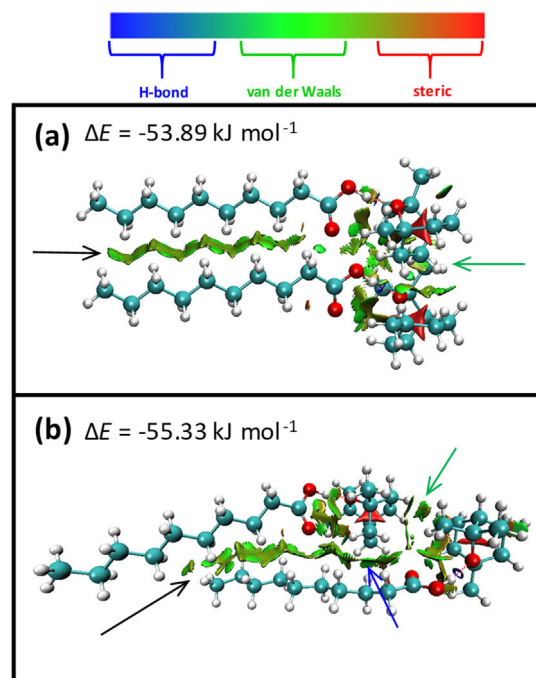 H-bond van der Waals steric
(a) ΔE = -53.89 kJ mol⁻¹
(b) ΔE = -55.33 kJ mol⁻¹